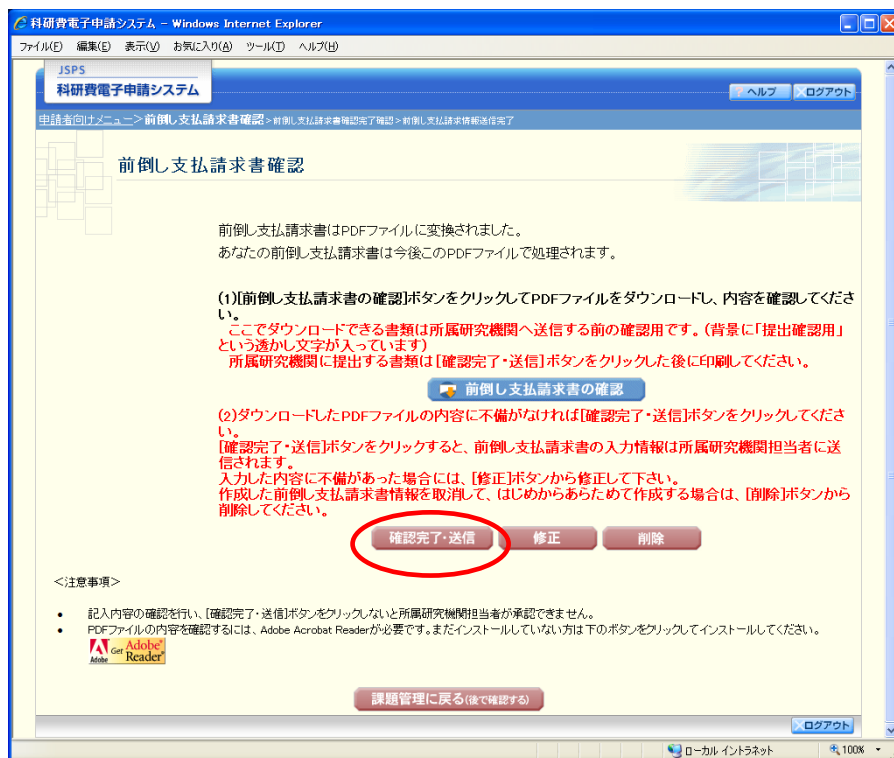 科研費電子申請システム - Windows Internet Explorer
ファイル(F) 編集(E) 表示(V) お気に入り(A) ツール(T) ヘルプ(H)
JSPS
科研費電子申請システム
? ヘルプ ×ログアウト
申請者向けメニュー>前倒し支払請求書確認>前倒し支払請求書確認完了確認>前倒し支払請求情報送信完了
前倒し支払請求書確認
前倒し支払請求書はPDFファイルに変換されました。
あなたの前倒し支払請求書は今後このPDFファイルで処理されます。
(1)[前倒し支払請求書の確認]ボタンをクリックしてPDFファイルをダウンロードし、内容を確認してくださ
い。
ここでダウンロードできる書類は所属研究機関へ送信する前の確認用です。(背景に「提出確認用」
という透かし文字が入っています)
所属研究機関に提出する書類は[確認完了・送信]ボタンをクリックした後に印刷してください。
前倒し支払請求書の確認
(2)ダウンロードしたPDFファイルの内容に不備がなければ[確認完了・送信]ボタンをクリックしてくださ
い。
[確認完了・送信]ボタンをクリックすると、前倒し支払請求書の入力情報は所属研究機関担当者に送
信されます。
入力した内容に不備があった場合には、[修正]ボタンから修正して下さい。
作成した前倒し支払請求書情報を取消して、はじめからあらためて作成する場合は、[削除]ボタンから
削除してください。
確認完了・送信 修正 削除
<注意事項>
• 記入内容の確認を行い、[確認完了・送信]ボタンをクリックしないと所属研究機関担当者が承認できません。
• PDFファイルの内容を確認するには、Adobe Acrobat Readerが必要です。まだインストールしていない方は下のボタンをクリックしてインストールしてください。
Adobe Get Adobe Reader
課題管理に戻る(後で確認する)
×ログアウト
ローカル イントラネット 100%